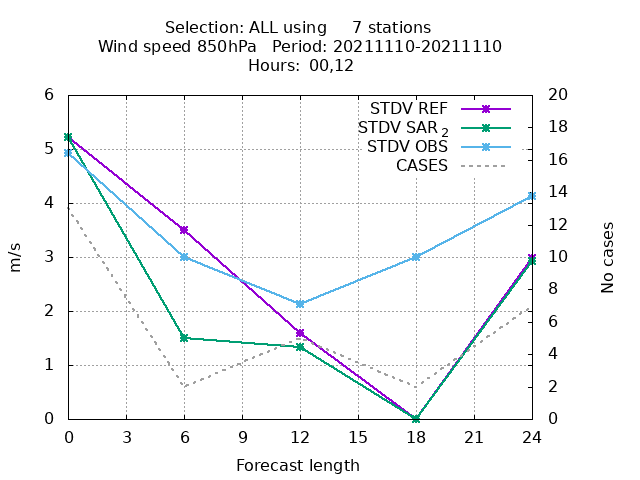 Selection: ALL using     7 stations
Wind speed 850hPa   Period: 20211110-20211110
Hours: 00,12
STDV REF
STDV SAR 2
STDV OBS
CASES
m/s
0
1
2
3
4
5
6
No cases
0
2
4
6
8
10
12
14
16
18
20
0 3 6 9 12 15 18 21 24
Forecast length